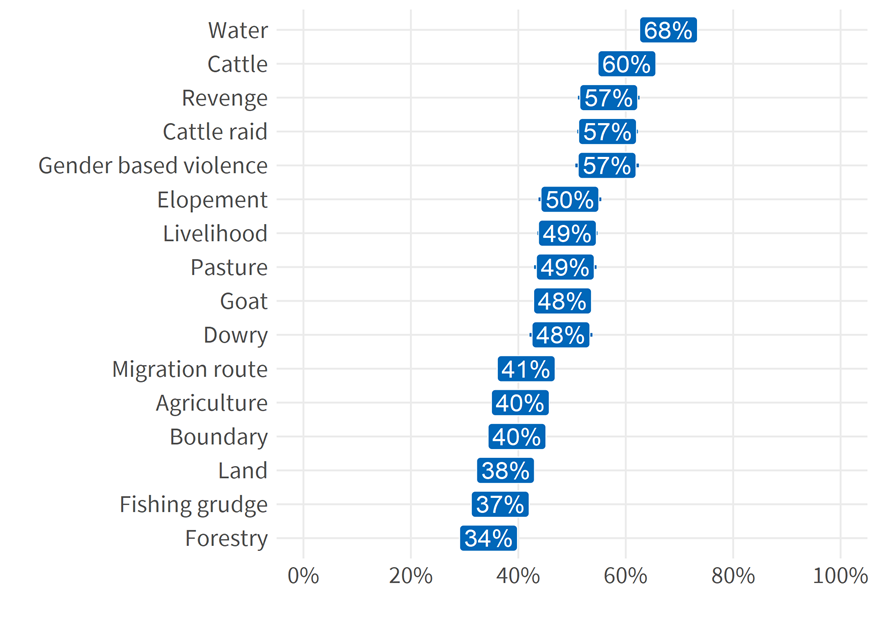 Water 68%
Cattle 60%
Revenge 57%
Cattle raid 57%
Gender based violence 57%
Elopement 50%
Livelihood 49%
Pasture 49%
Goat 48%
Dowry 48%
Migration route 41%
Agriculture 40%
Boundary 40%
Land 38%
Fishing grudge 37%
Forestry 34%
0% 20% 40% 60% 80% 100%